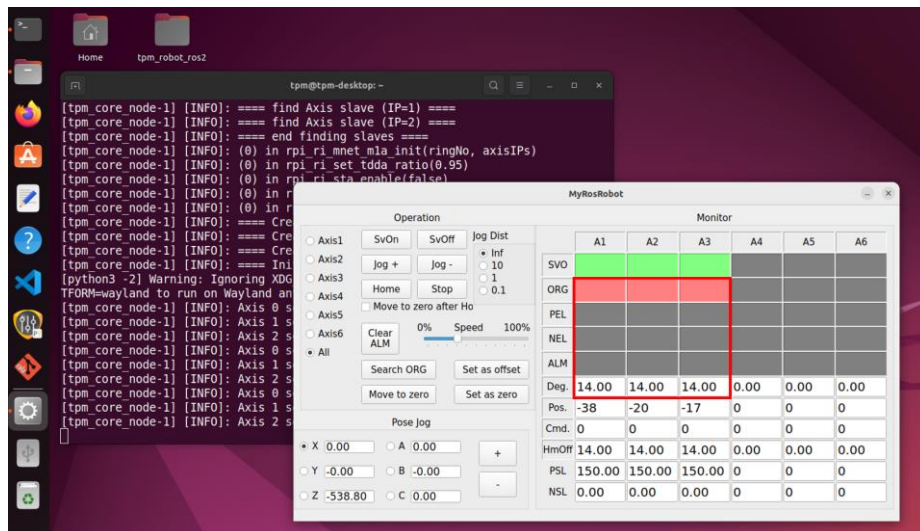 Home
tpm_robot_ros2
tpm@tpm-desktop: ~
[tpm_core_node-1] [INFO]: ==== find Axis slave (IP=1) ====
[tpm_core_node-1] [INFO]: ==== find Axis slave (IP=2) ====
[tpm_core_node-1] [INFO]: ==== end finding slaves ====
[tpm_core_node-1] [INFO]: (0) in rpi_ri_mnet_m1a_init(ringNo, axisIPs)
[tpm_core_node-1] [INFO]: (0) in rpi_ri_set_tdda_ratio(0.95)
[tpm_core_node-1] [INFO]: (0) in rpi_ri_sta_enable(false)
[tpm_core_node-1] [INFO]: (0) in r
[tpm_core_node-1] [INFO]: (0) in r
[tpm_core_node-1] [INFO]: ==== Cre
[tpm_core_node-1] [INFO]: ==== Cre
[tpm_core_node-1] [INFO]: ==== Cre
[tpm_core_node-1] [INFO]: ==== Ini
[python3 -2] Warning: Ignoring XDG
TFORM=wayland to run on Wayland an
[tpm_core_node-1] [INFO]: Axis 0 s
[tpm_core_node-1] [INFO]: Axis 1 s
[tpm_core_node-1] [INFO]: Axis 2 s
[tpm_core_node-1] [INFO]: Axis 0 s
[tpm_core_node-1] [INFO]: Axis 1 s
[tpm_core_node-1] [INFO]: Axis 2 s
[tpm_core_node-1] [INFO]: Axis 0 s
[tpm_core_node-1] [INFO]: Axis 1 s
[tpm_core_node-1] [INFO]: Axis 2 s
MyRosRobot
Operation
Axis1
Axis2
Axis3
Axis4
Axis5
Axis6
All
SvOn SvOff Jog Dist
Jog + Jog -
Inf
10
1
0.1
Home Stop
Move to zero after Ho
Clear ALM
0% Speed 100%
Search ORG Set as offset
Move to zero Set as zero
Pose Jog
X 0.00 A 0.00 +
Y -0.00 B -0.00
Z -538.80 C 0.00 -
Monitor
A1 A2 A3 A4 A5 A6
SVO
ORG
PEL
NEL
ALM
Deg. 14.00 14.00 14.00 0.00 0.00 0.00
Pos. -38 -20 -17 0 0 0
Cmd. 0 0 0 0 0 0
HmOff 14.00 14.00 14.00 0.00 0.00 0.00
PSL 150.00 150.00 150.00 0 0 0
NSL 0.00 0.00 0.00 0 0 0